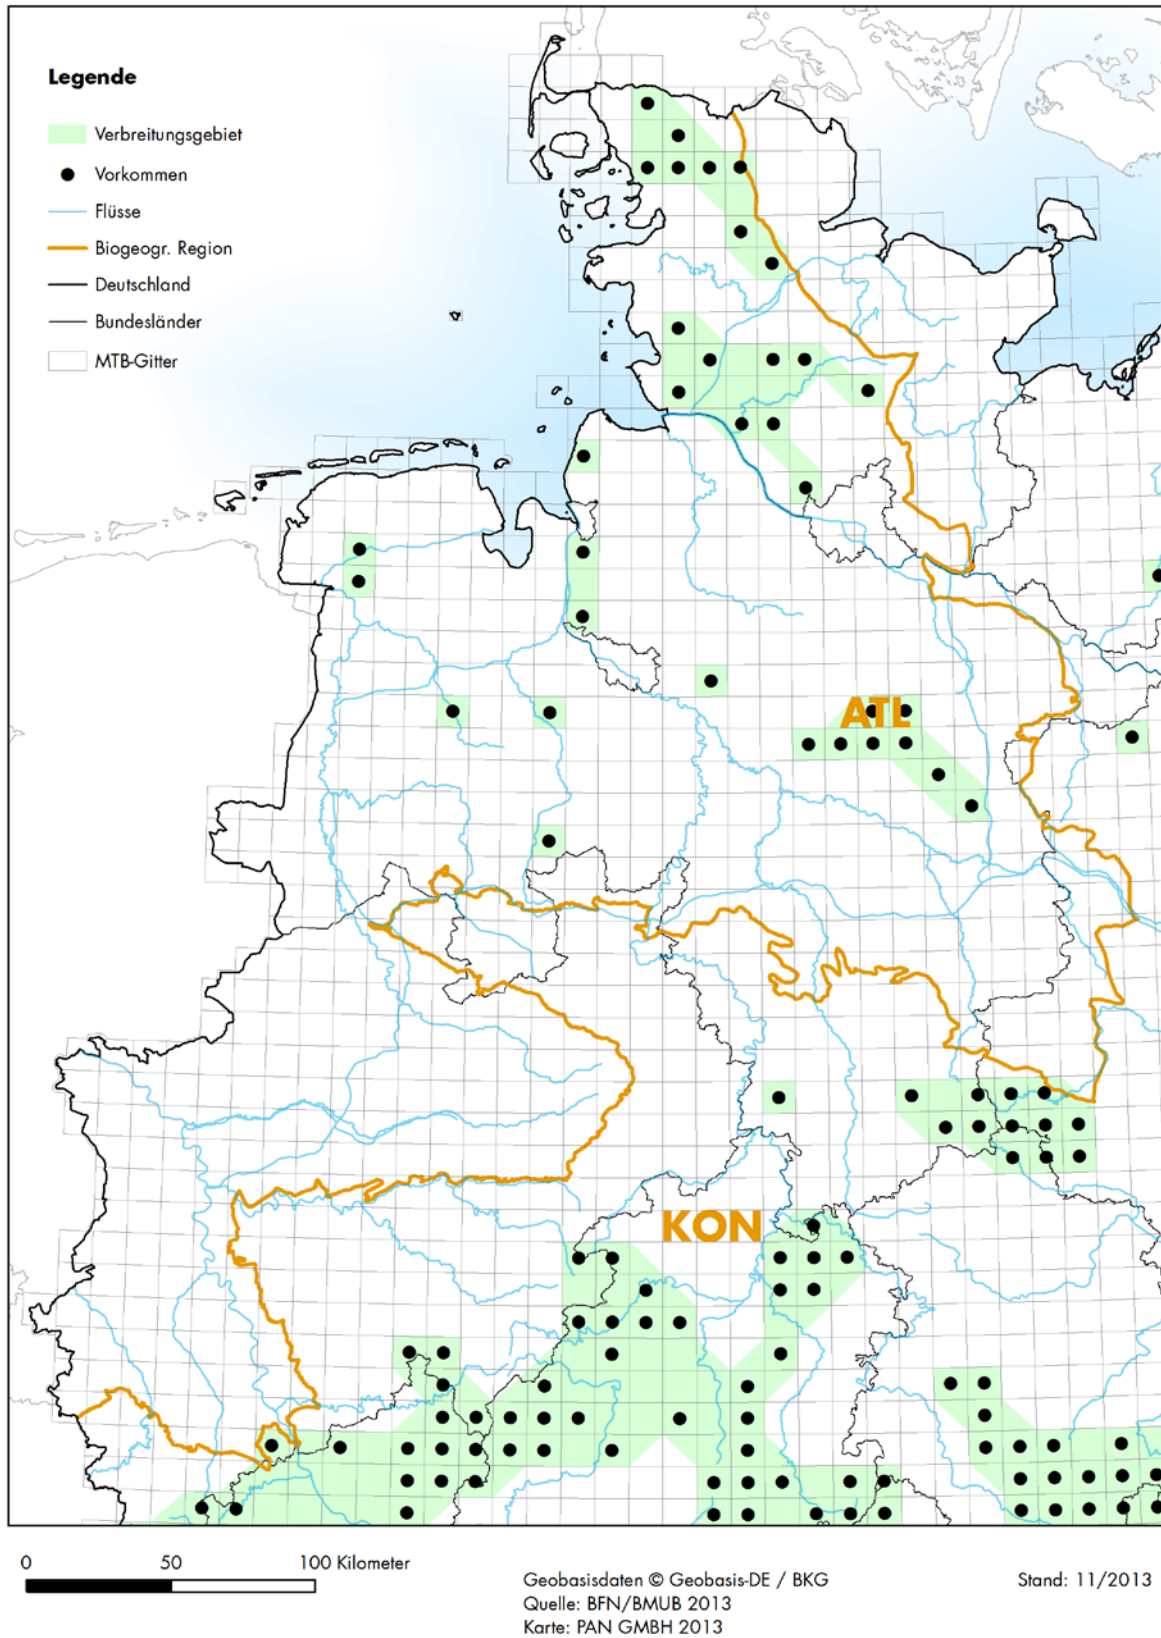 Legende
Verbreitungsgebiet
Vorkommen
Flüsse
Biogeogr. Region
Deutschland
Bundesländer
MTB-Gitter
ATL
KON
0 50 100 Kilometer
Geobasisdaten © Geobasis-DE / BKG
Quelle: BFN/BMUB 2013
Karte: PAN GMBH 2013
Stand: 11/2013